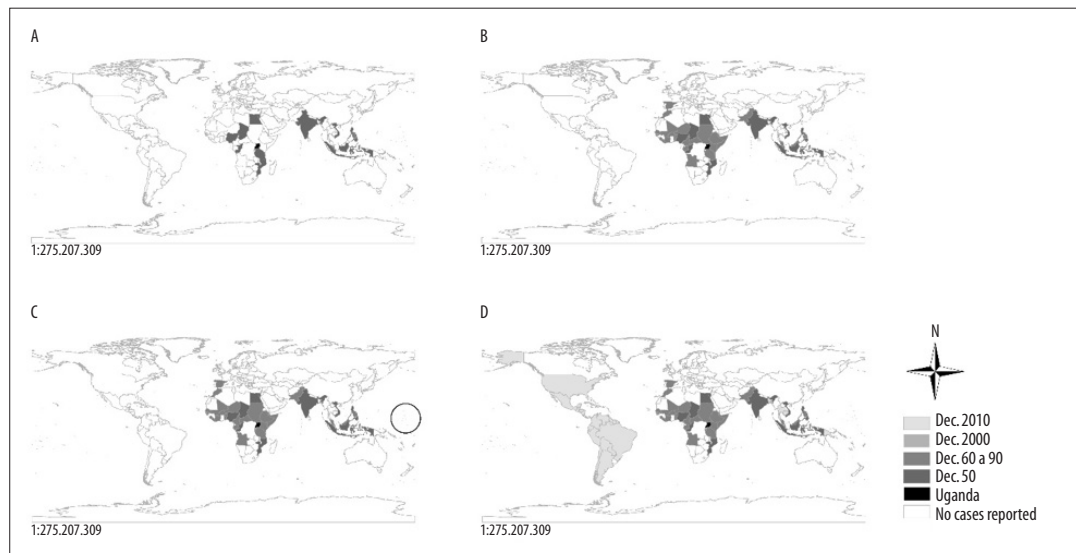 A
B
1:275.207.309
1:275.207.309
C
D
1:275.207.309
1:275.207.309
N
Dec. 2010
Dec. 2000
Dec. 60 a 90
Dec. 50
Uganda
No cases reported